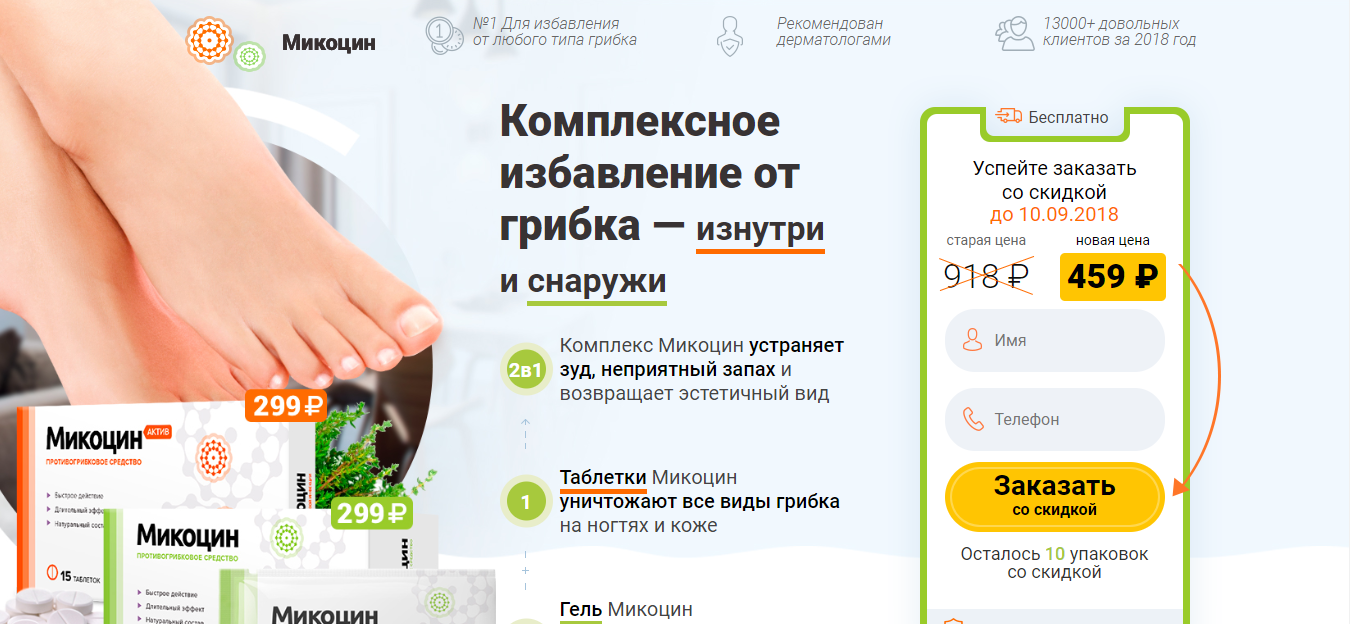 Микоцин
№1 Для избавления
от любого типа грибка
Рекомендован
дерматологами
13000+ довольных
клиентов за 2018 год
Комплексное
избавление от
грибка — изнутри
и снаружи
2в1
Комплекс Микоцин устраняет
зуд, неприятный запах и
возвращает эстетичный вид
1
Таблетки Микоцин
уничтожают все виды грибка
на ногтях и коже
+
Гель Микоцин
Бесплатно
Успейте заказать
со скидкой
до 10.09.2018
старая цена
новая цена
918 ₽
459 ₽
Имя
Телефон
Заказать
со скидкой
Осталось 10 упаковок
со скидкой
299 ₽
Микоцин АКТИВ
ПРОТИВОГРИБКОВОЕ СРЕДСТВО
Быстрое действие
Длительный
Натуральный
15 ТАБЛЕТОК
299 ₽
Микоцин
ПРОТИВОГРИБКОВОЕ СРЕДСТВО
Быстрое действие
Длительный эффект
Натуральный
Микоцин